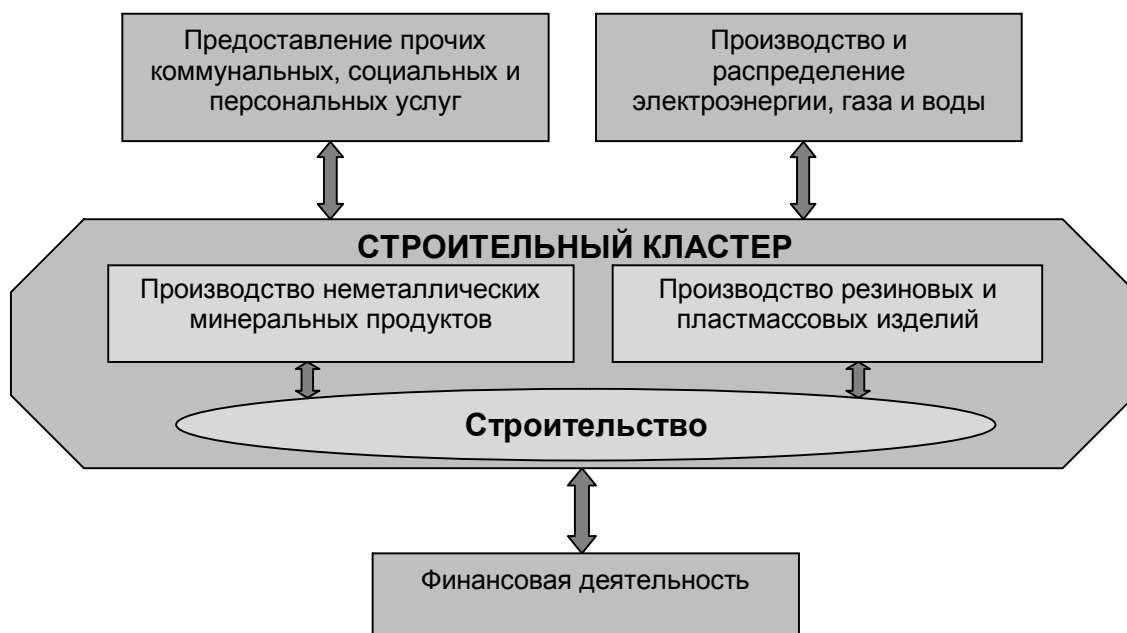 Предоставление прочих
коммунальных, социальных и
персональных услуг
Производство и
распределение
электроэнергии, газа и воды
СТРОИТЕЛЬНЫЙ КЛАСТЕР
Производство неметаллических
минеральных продуктов
Производство резиновых и
пластмассовых изделий
Строительство
Финансовая деятельность